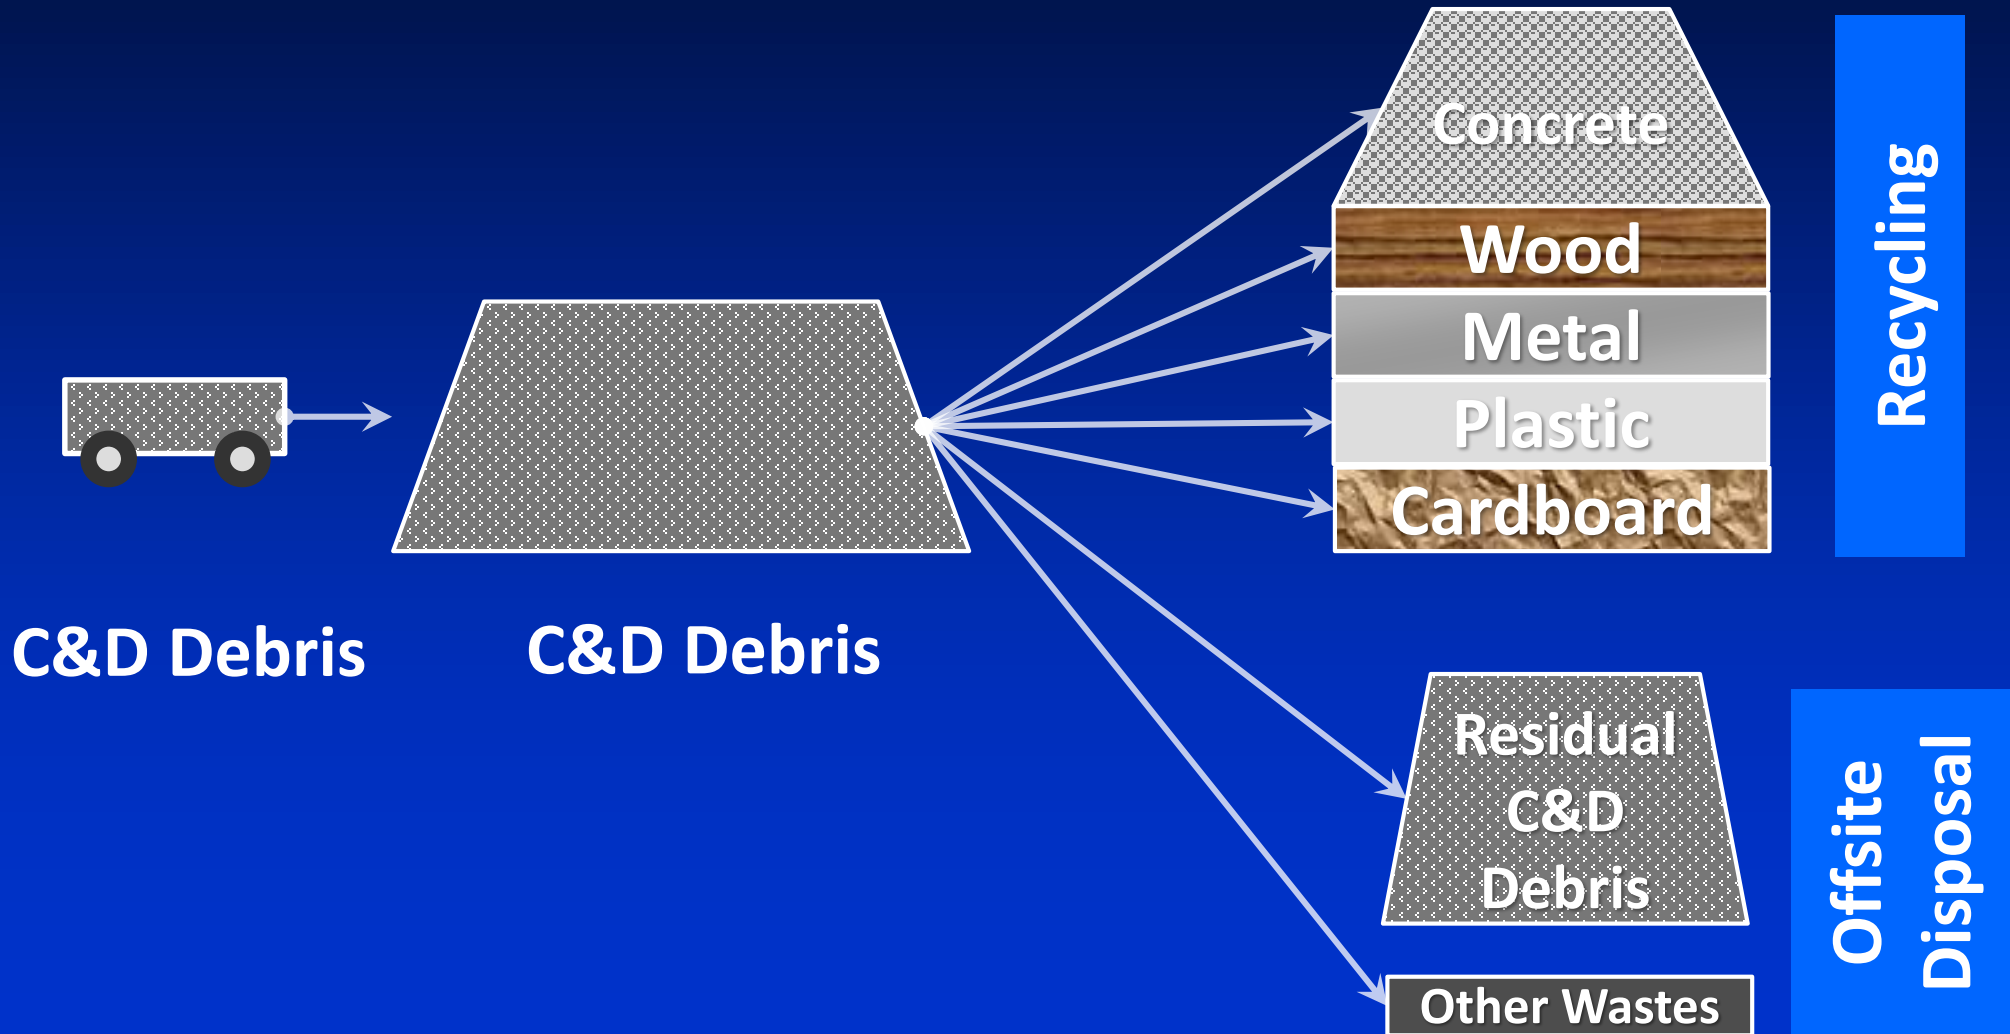 C&D Debris
C&D Debris
Concrete
Wood
Metal
Plastic
Cardboard
Recycling
Residual
C&D
Debris
Other Wastes
Offsite
Disposal